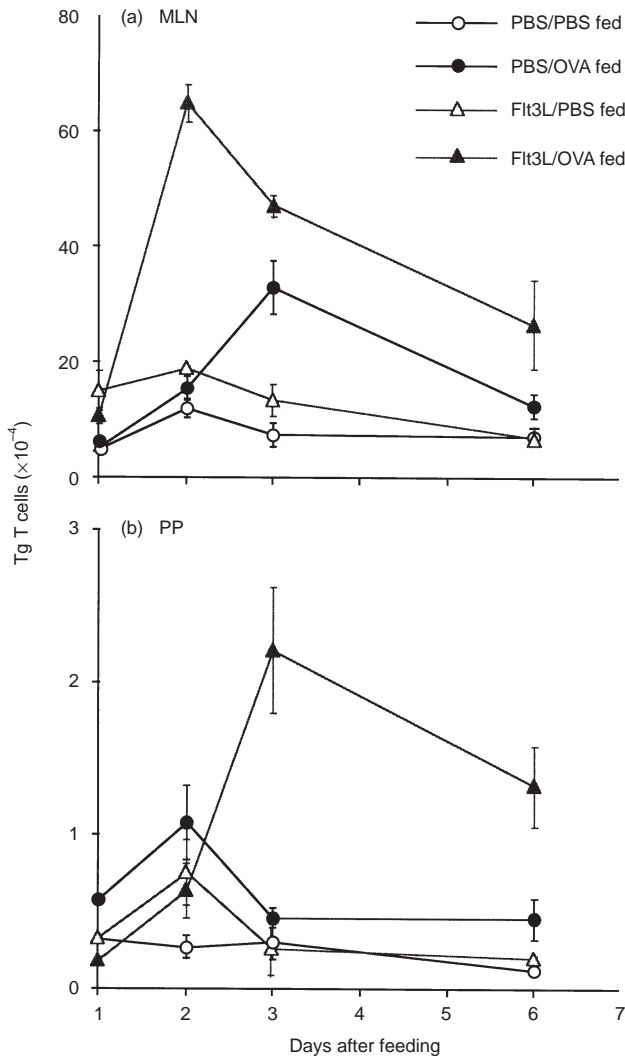 (a) MLN
PBS/PBS fed
PBS/OVA fed
Flt3L/PBS fed
Flt3L/OVA fed
80
60
40
20
0
Tg T cells (×10⁻⁴)
(b) PP
3
2
1
0
1 2 3 4 5 6 7
Days after feeding